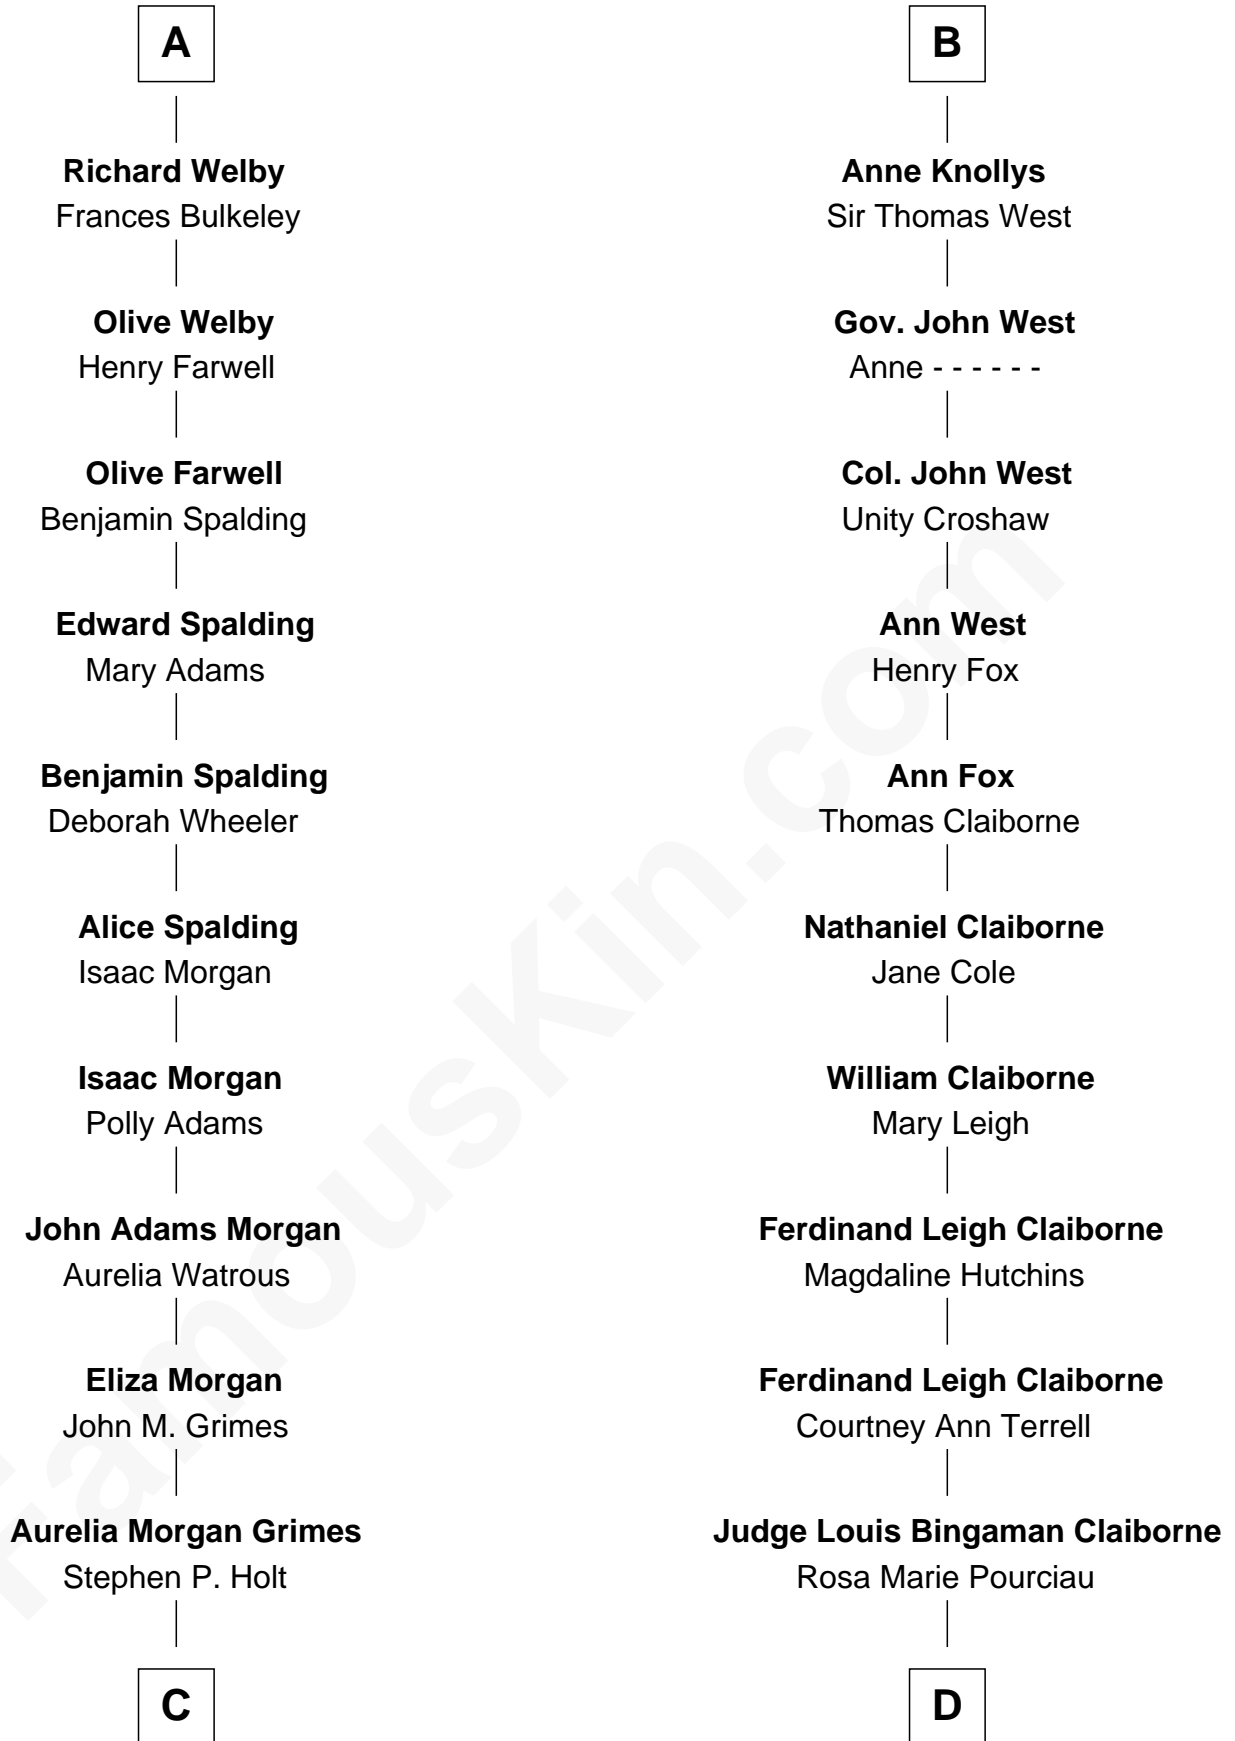 A
Richard Welby
Frances Bulkeley
Olive Welby
Henry Farwell
Olive Farwell
Benjamin Spalding
Edward Spalding
Mary Adams
Benjamin Spalding
Deborah Wheeler
Alice Spalding
Isaac Morgan
Isaac Morgan
Polly Adams
John Adams Morgan
Aurelia Watrous
Eliza Morgan
John M. Grimes
Aurelia Morgan Grimes
Stephen P. Holt
C
B
Anne Knollys
Sir Thomas West
Gov. John West
Anne - - - - - -
Col. John West
Unity Croshaw
Ann West
Henry Fox
Ann Fox
Thomas Claiborne
Nathaniel Claiborne
Jane Cole
William Claiborne
Mary Leigh
Ferdinand Leigh Claiborne
Magdaline Hutchins
Ferdinand Leigh Claiborne
Courtney Ann Terrell
Judge Louis Bingaman Claiborne
Rosa Marie Pourciau
D
FamousKin.com